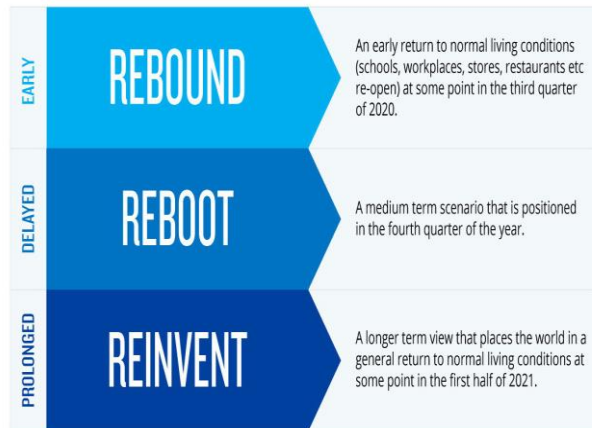 EARLY
REBOUND
An early return to normal living conditions
(schools, workplaces, stores, restaurants etc
re-open) at some point in the third quarter
of 2020.
DELAYED
REBOOT
A medium term scenario that is positioned
in the fourth quarter of the year.
PROLONGED
REINVENT
A longer term view that places the world in a
general return to normal living conditions at
some point in the first half of 2021.